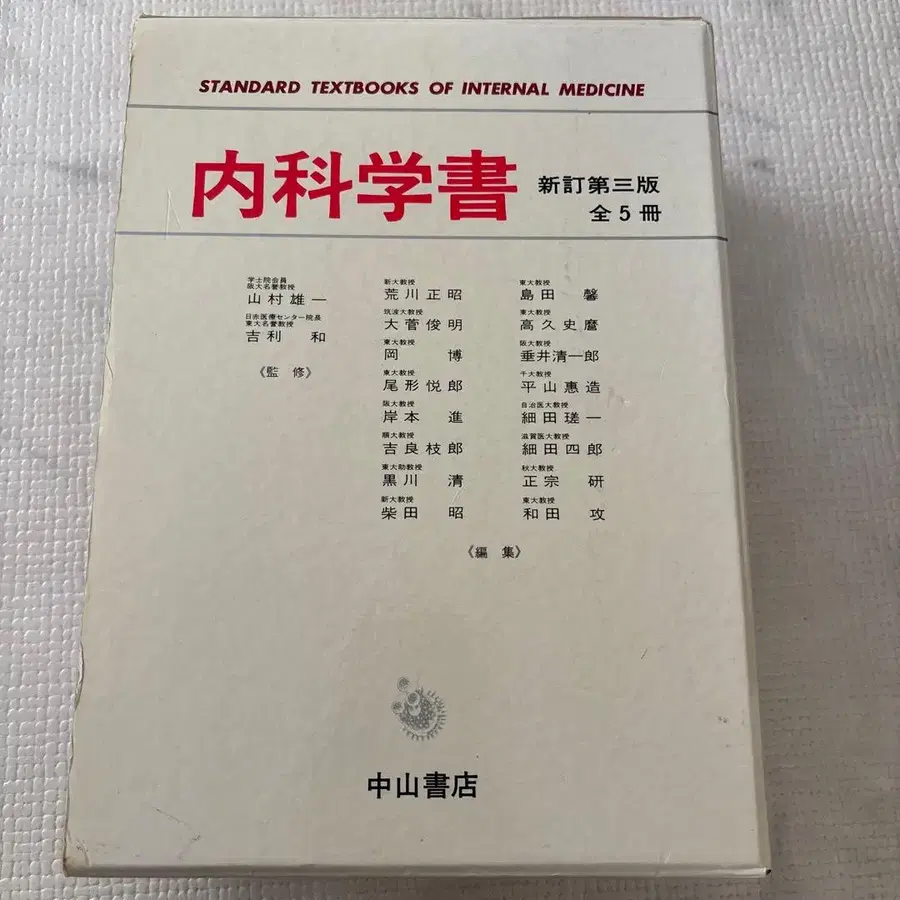 STANDARD TEXTBOOKS OF INTERNAL MEDICINE
内科学書
新訂第三版
全5冊
学士院会員
阪大名誉教授
山村雄一
日赤医療センター院長
東大名誉教授
吉利 和
《監修》
新大教授
荒川正昭
筑波大教授
大菅俊明
東大教授
岡 博
東大教授
尾形悦郎
阪大教授
岸本 進
順大教授
吉良枝郎
東大助教授
黒川 清
新大教授
柴田 昭
東大教授
島田 馨
東大教授
高久史麿
阪大教授
垂井清一郎
千大教授
平山惠造
自治医大教授
細田瑳一
滋賀医大教授
細田四郎
秋大教授
正宗 研
東大教授
和田 攻
《編集》
中山書店